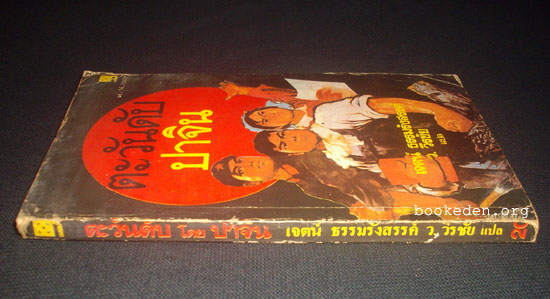 ตะวันดับ
ปาจิน
เจตน์ ธรรมรังสรรค์
ว. วีรชัย
แปล
bookeden.org
ตะวันดับ โดย ปาจิน เจตน์ ธรรมรังสรรค์ ว. วีรชัย แปล 20